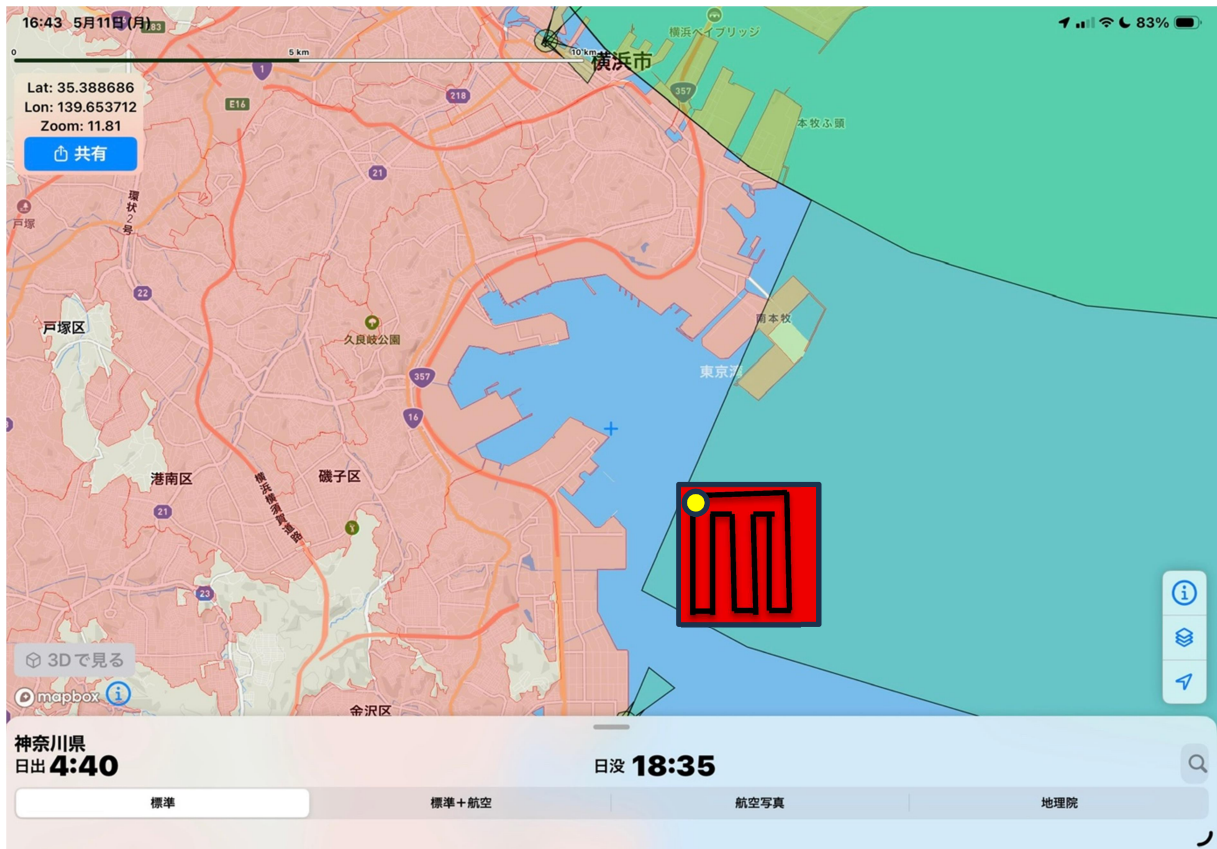 16:43 5月11日(月)
83%
0
5 km
10 km
横浜市
横浜ベイブリッジ
Lat: 35.388686
Lon: 139.653712
Zoom: 11.81
共有
1
E16
218
357
本牧ふ頭
21
環状2号
戸塚
22
戸塚区
久良岐公園
南本牧
東京湾
357
16
港南区
磯子区
横浜横須賀道路
21
23
3Dで見る
mapbox
金沢区
神奈川県
日出 4:40
日没 18:35
標準
標準+航空
航空写真
地理院